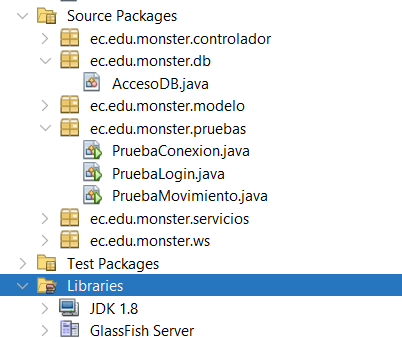 Source Packages
ec.edu.monster.controlador
ec.edu.monster.db
AccesoDB.java
ec.edu.monster.modelo
ec.edu.monster.pruebas
PruebaConexion.java
PruebaLogin.java
PruebaMovimiento.java
ec.edu.monster.servicios
ec.edu.monster.ws
Test Packages
Libraries
JDK 1.8
GlassFish Server